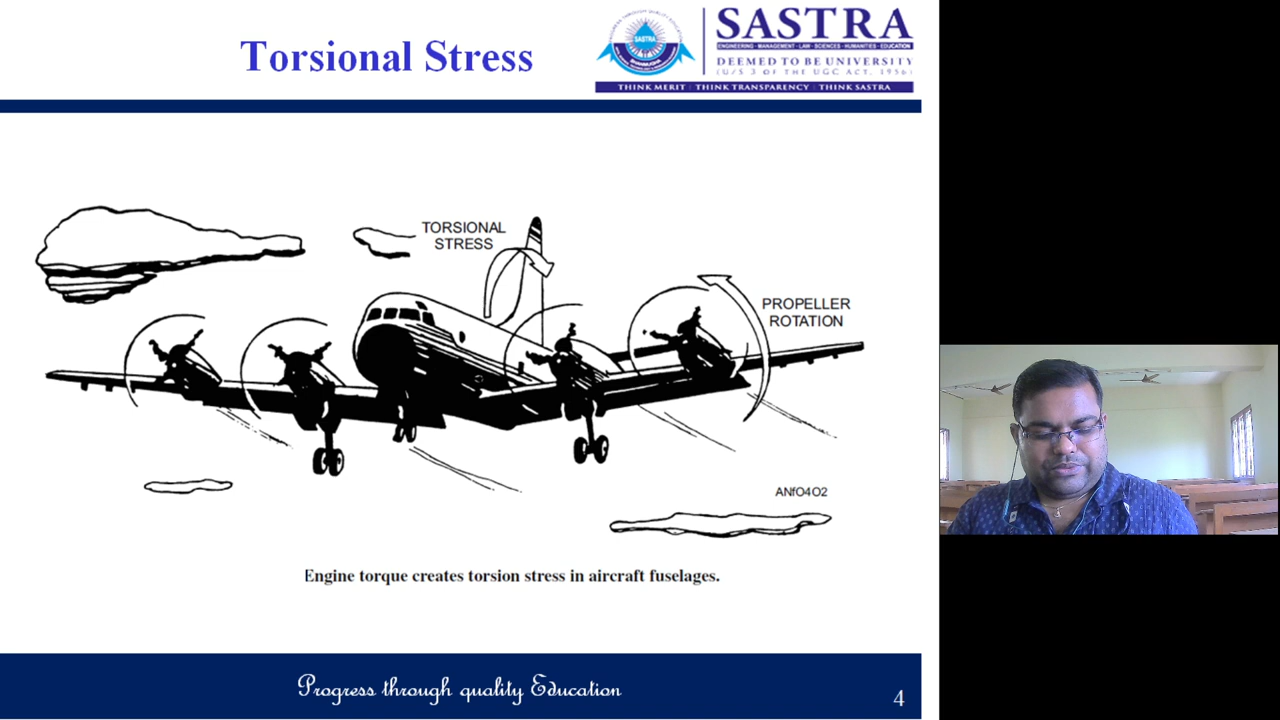 Torsional Stress
SASTRA
SASTRA
ENGINEERING · MANAGEMENT · LAW · SCIENCES · HUMANITIES · EDUCATION
DEEMED TO BE UNIVERSITY
(U/S 3 OF THE UGC ACT, 1956)
THINK MERIT | THINK TRANSPARENCY | THINK SASTRA
TORSIONAL
STRESS
PROPELLER
ROTATION
ANf0402
Engine torque creates torsion stress in aircraft fuselages.
Progress through quality Education
4